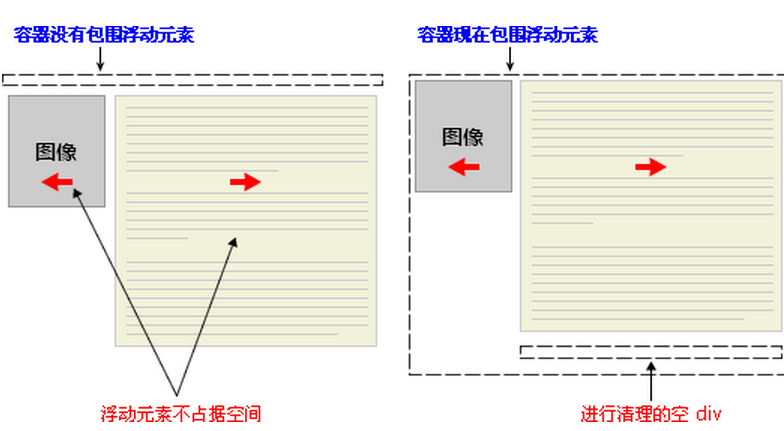 容器没有包围浮动元素
容器现在包围浮动元素
图像
图像
浮动元素不占据空间
进行清理的空 div